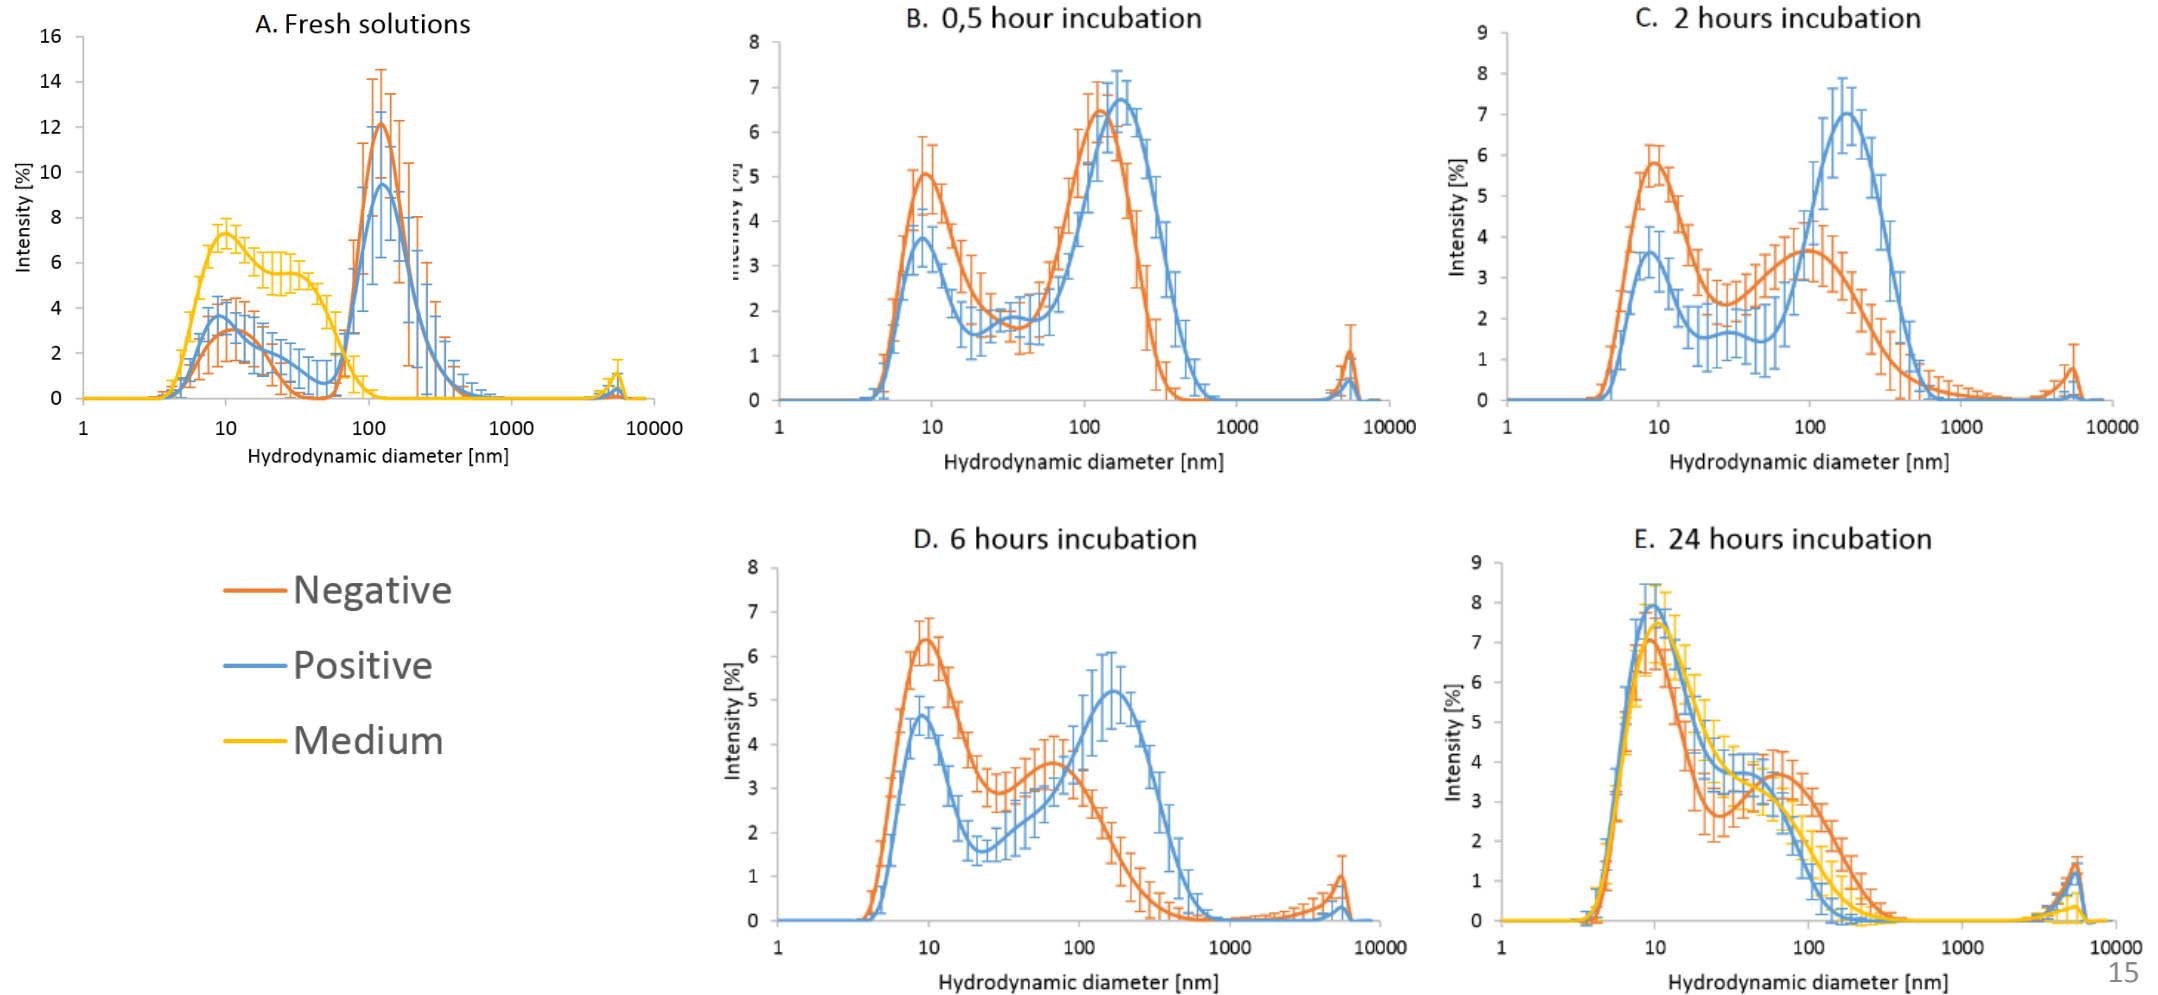 A. Fresh solutions
16
14
12
10
8
6
4
2
0
Intensity [%]
1 10 100 1000 10000
Hydrodynamic diameter [nm]
B. 0,5 hour incubation
8
7
6
5
4
3
2
1
0
Intensity [%]
1 10 100 1000 10000
Hydrodynamic diameter [nm]
C. 2 hours incubation
9
8
7
6
5
4
3
2
1
0
Intensity [%]
1 10 100 1000 10000
Hydrodynamic diameter [nm]
Negative
Positive
Medium
D. 6 hours incubation
8
7
6
5
4
3
2
1
0
Intensity [%]
1 10 100 1000 10000
Hydrodynamic diameter [nm]
E. 24 hours incubation
9
8
7
6
5
4
3
2
1
0
Intensity [%]
1 10 100 1000 10000
Hydrodynamic diameter [nm]
15